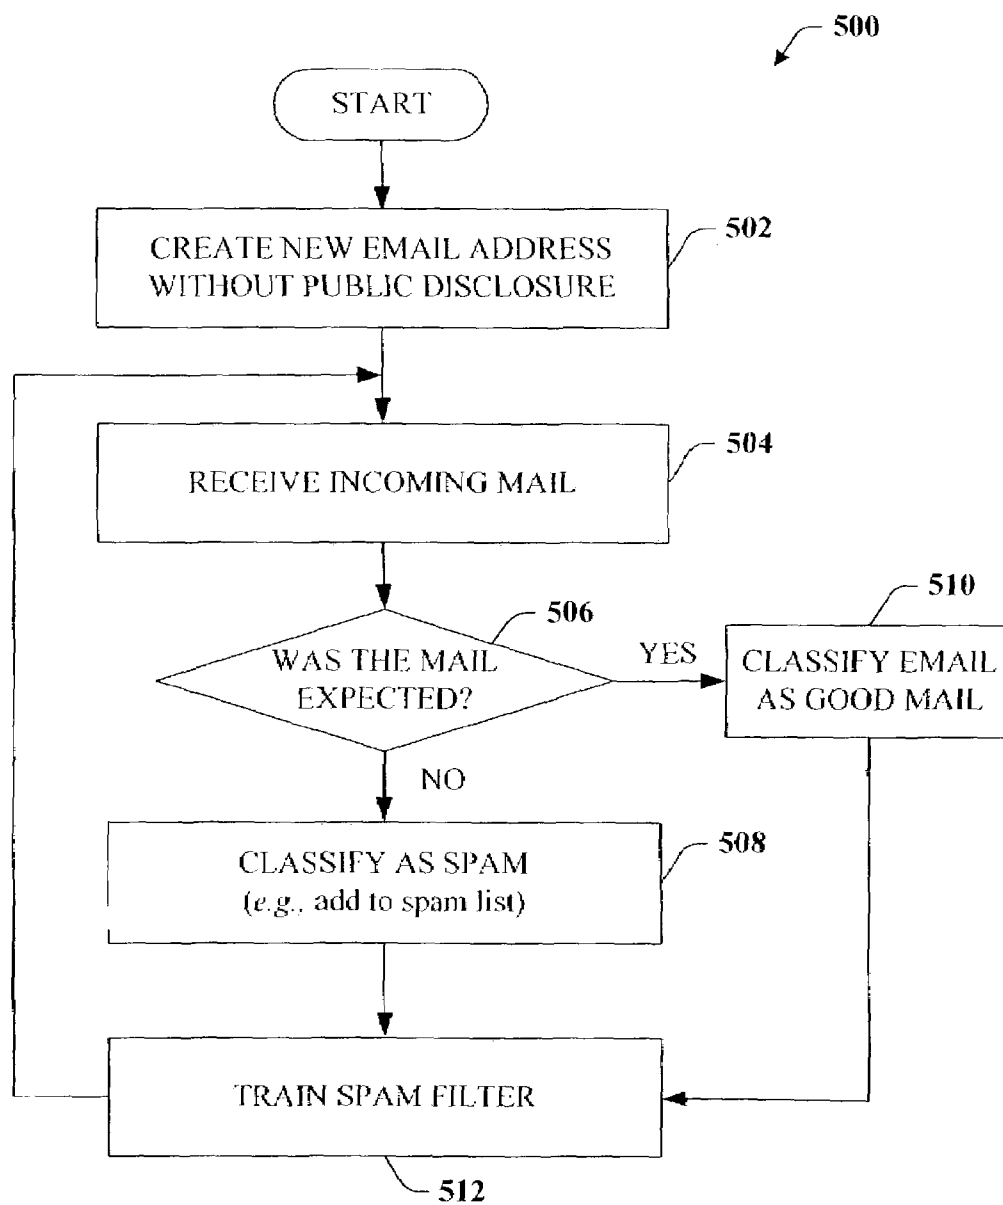 500
START
CREATE NEW EMAIL ADDRESS
WITHOUT PUBLIC DISCLOSURE
502
RECEIVE INCOMING MAIL
504
WAS THE MAIL
EXPECTED?
506
YES
CLASSIFY EMAIL
AS GOOD MAIL
510
NO
CLASSIFY AS SPAM
(e.g., add to spam list)
508
TRAIN SPAM FILTER
512